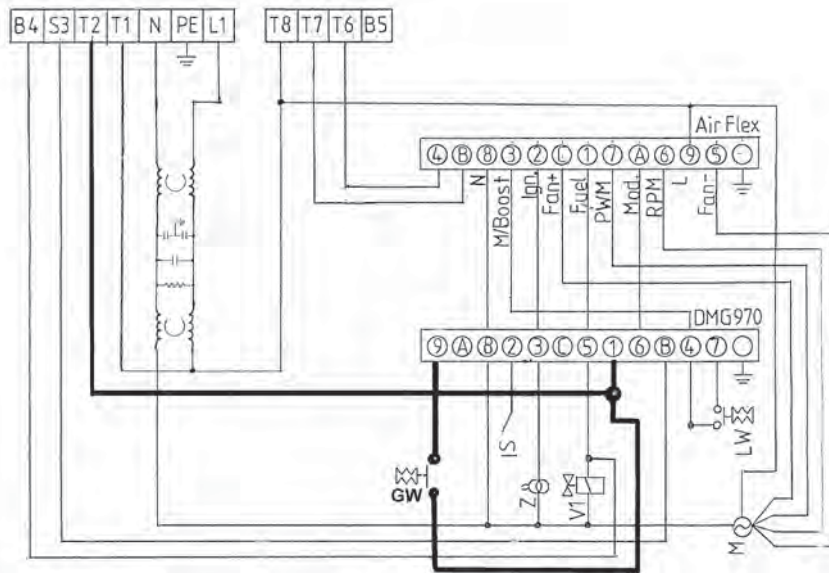 B4 S3 T2 T1 N PE L1 T8 T7 T6 B5
Air Flex
4 B 8 3 2 L 1 7 A 6 9 5 -
N M/Boost Ign. Fan+ Fuel PWM Mod. RPM L Fan-
DMG970
9 A B 2 3 C 5 1 6 B 4 7
IS
LW
GW
Z
V1
M